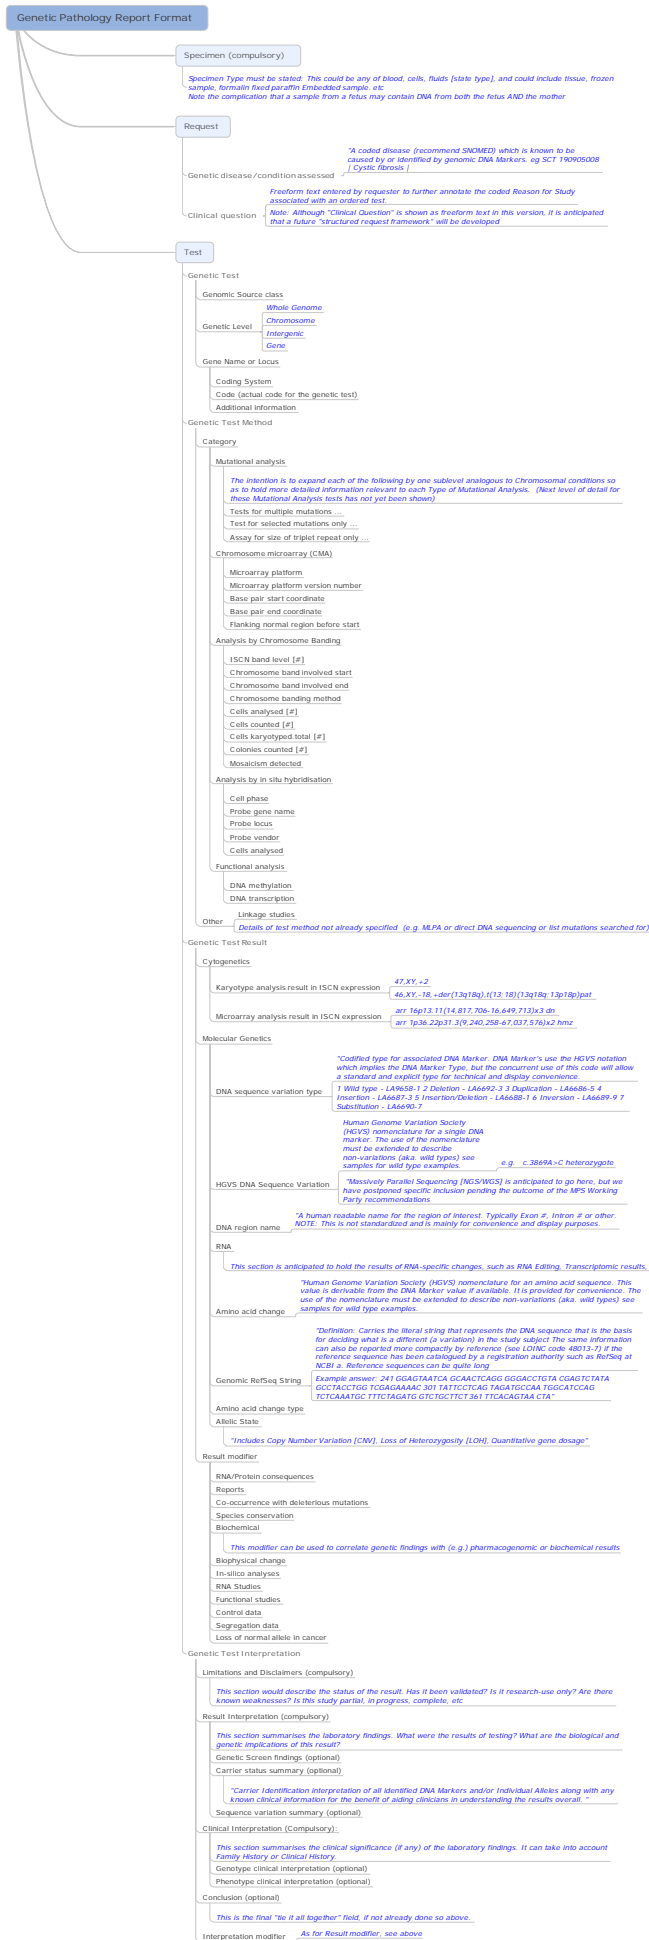 Genetic Pathology Report Format
Specimen (compulsory)
Specimen Type must be stated: This could be any of blood, cells, fluids [state type], and could include tissue, frozen
sample, formalin fixed paraffin Embedded sample. etc
Note the complication that a sample from a fetus may contain DNA from both the fetus AND the mother
Request
"A coded disease (recommend SNOMED) which is known to be
caused by or identified by genomic DNA Markers. eg SCT 190905008
| Cystic fibrosis |
Genetic disease/condition assessed
Freeform text entered by requester to further annotate the coded Reason for Study
associated with an ordered test.
Clinical question
Note: Although "Clinical Question" is shown as freeform text in this version, it is anticipated
that a future "structured request framework" will be developed
Test
Genetic Test
Genomic Source class
Genetic Level
Whole Genome
Chromosome
Intergenic
Gene
Gene Name or Locus
Coding System
Code (actual code for the genetic test)
Additional information
Genetic Test Method
Category
Mutational analysis
The intention is to expand each of the following by one sublevel analogous to Chromosomal conditions so
as to hold more detailed information relevant to each Type of Mutational Analysis. (Next level of detail for
these Mutational Analysis tests has not yet been shown)
Tests for multiple mutations ...
Test for selected mutations only ...
Assay for size of triplet repeat only ...
Chromosome microarray (CMA)
Microarray platform
Microarray platform version number
Base pair start coordinate
Base pair end coordinate
Flanking normal region before start
Analysis by Chromosome Banding
ISCN band level [#]
Chromosome band involved start
Chromosome band involved end
Chromosome banding method
Cells analysed [#]
Cells counted [#]
Cells karyotyped total [#]
Colonies counted [#]
Mosaicism detected
Analysis by in situ hybridisation
Cell phase
Probe gene name
Probe locus
Probe vendor
Cells analysed
Functional analysis
DNA methylation
DNA transcription
Other
Linkage studies
Details of test method not already specified (e.g. MLPA or direct DNA sequencing or list mutations searched for)
Genetic Test Result
Cytogenetics
Karyotype analysis result in ISCN expression
47,XY,+2
46,XY,-18,+der(13q18q),t(13;18)(13q18q;13p18p)pat
Microarray analysis result in ISCN expression
arr 16p13.11(14,817,706-16,649,713)x3 dn
arr 1p36.22p31.3(9,240,258-67,037,576)x2 hmz
Molecular Genetics
"Codified type for associated DNA Marker. DNA Marker's use the HGVS notation
which implies the DNA Marker Type, but the concurrent use of this code will allow
a standard and explicit type for technical and display convenience.
DNA sequence variation type
1 Wild type - LA9658-1 2 Deletion - LA6692-3 3 Duplication - LA6686-5 4
Insertion - LA6687-3 5 Insertion/Deletion - LA6688-1 6 Inversion - LA6689-9 7
Substitution - LA6690-7
Human Genome Variation Society
(HGVS) nomenclature for a single DNA
marker. The use of the nomenclature
must be extended to describe
non-variations (aka. wild types) see
samples for wild type examples.
e.g. c.3869A>C heterozygote
HGVS DNA Sequence Variation
"Massively Parallel Sequencing [NGS/WGS] is anticipated to go here, but we
have postponed specific inclusion pending the outcome of the MPS Working
Party recommendations
DNA region name
"A human readable name for the region of interest. Typically Exon #, Intron # or other.
NOTE: This is not standardized and is mainly for convenience and display purposes.
RNA
This section is anticipated to hold the results of RNA-specific changes, such as RNA Editing, Transcriptomic results,
"Human Genome Variation Society (HGVS) nomenclature for an amino acid sequence. This
value is derivable from the DNA Marker value if available. It is provided for convenience. The
use of the nomenclature must be extended to describe non-variations (aka. wild types) see
samples for wild type examples.
Amino acid change
"Definition: Carries the literal string that represents the DNA sequence that is the basis
for deciding what is a different (a variation) in the study subject The same information
can also be reported more compactly by reference (see LOINC code 48013-7) if the
reference sequence has been catalogued by a registration authority such as RefSeq at
NCBI a. Reference sequences can be quite long
Genomic RefSeq String
Example answer: 241 GGAGTAATCA GCAACTCAGG GGGACCTGTA CGAGTCTATA
GCCTACCTGG TCGAGAAAAC 301 TATTCCTCAG TAGATGCCAA TGGCATCCAG
TCTCAAATGC TTTCTAGATG GTCTGCTTCT 361 TTCACAGTAA CTA"
Amino acid change type
Allelic State
"Includes Copy Number Variation [CNV], Loss of Heterozygosity [LOH], Quantitative gene dosage"
Result modifier
RNA/Protein consequences
Reports
Co-occurrence with deleterious mutations
Species conservation
Biochemical
This modifier can be used to correlate genetic findings with (e.g.) pharmacogenomic or biochemical results
Biophysical change
In-silico analyses
RNA Studies
Functional studies
Control data
Segregation data
Loss of normal allele in cancer
Genetic Test Interpretation
Limitations and Disclaimers (compulsory)
This section would describe the status of the result. Has it been validated? Is it research-use only? Are there
known weaknesses? Is this study partial, in progress, complete, etc
Result Interpretation (compulsory)
This section summarises the laboratory findings. What were the results of testing? What are the biological and
genetic implications of this result?
Genetic Screen findings (optional)
Carrier status summary (optional)
"Carrier Identification interpretation of all identified DNA Markers and/or Individual Alleles along with any
known clinical information for the benefit of aiding clinicians in understanding the results overall. "
Sequence variation summary (optional)
Clinical Interpretation (Compulsory):
This section summarises the clinical significance (if any) of the laboratory findings. It can take into account
Family History or Clinical History.
Genotype clinical interpretation (optional)
Phenotype clinical interpretation (optional)
Conclusion (optional)
This is the final "tie it all together" field, if not already done so above.
Interpretation modifier
As for Result modifier, see above